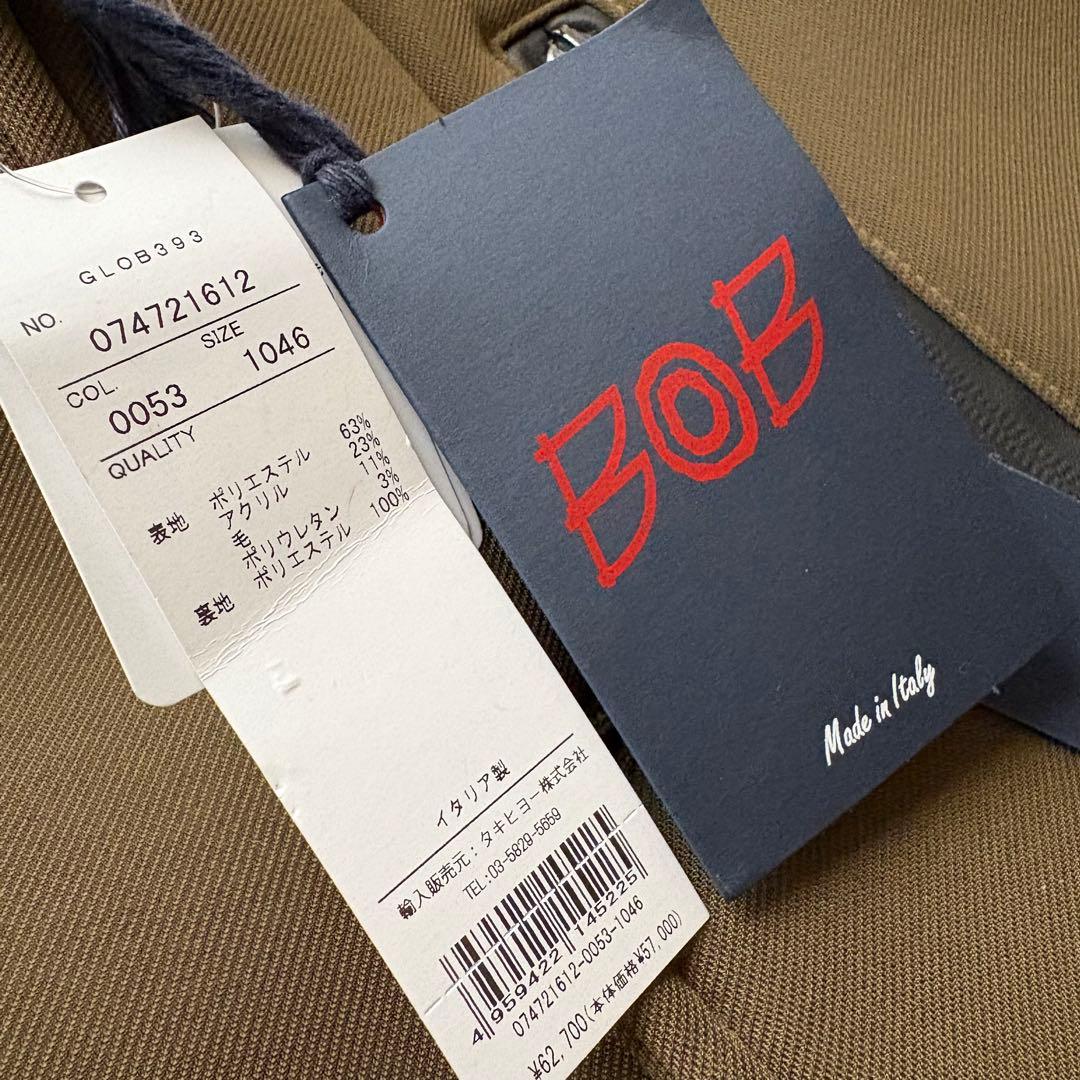 GLOB393
NO. 074721612
COL. SIZE
0053 1046
QUALITY
表地 ポリエステル 63%
アクリル 23%
毛 11%
ポリウレタン 3%
裏地 ポリエステル 100%
イタリア製
輸入販売元:タキヒヨー株式会社
TEL:03-5829-5659
4 959422 145225
074721612-0053-1046
¥62,700(本体価格¥57,000)
BOB
Made in Italy